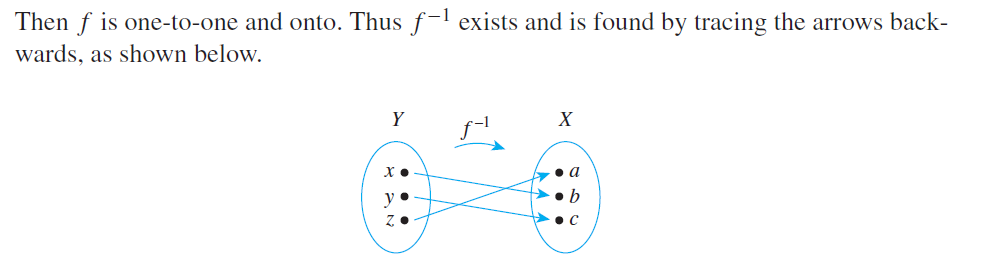 Then f is one-to-one and onto. Thus f⁻¹ exists and is found by tracing the arrows back-
wards, as shown below.
Y f⁻¹ X
x a
y b
z c